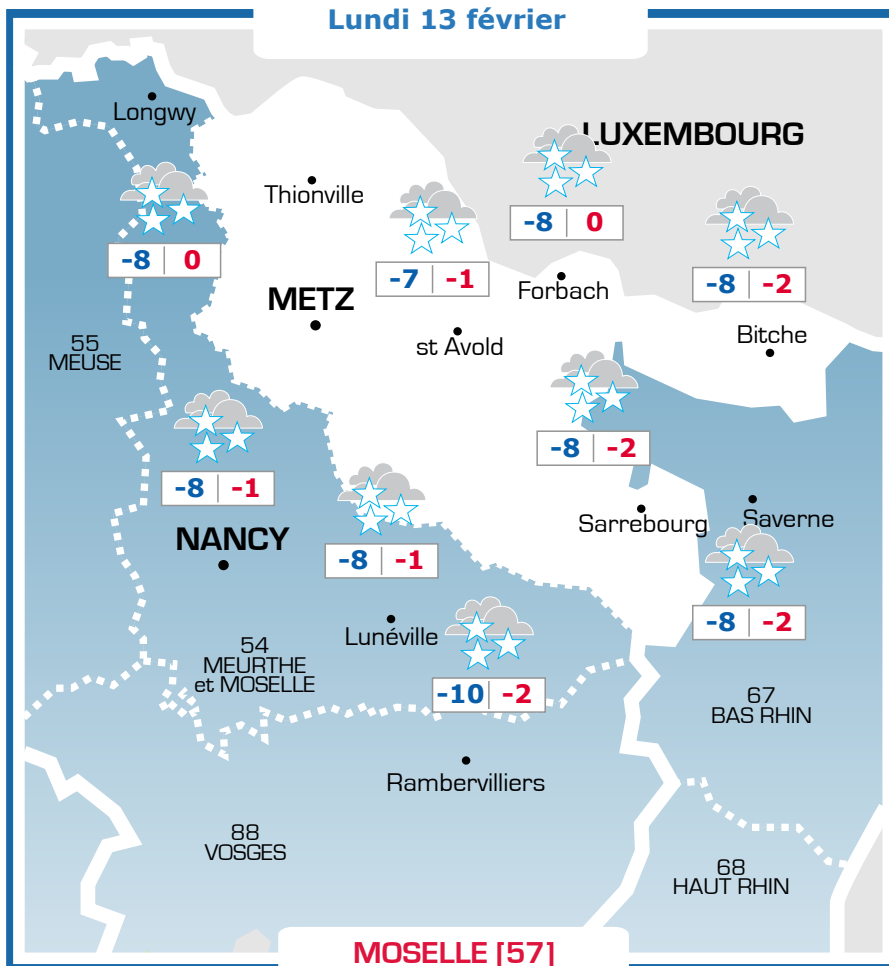 Lundi 13 février
Longwy
LUXEMBOURG
Thionville
-8 0
-8 0
-7 -1
-8 -2
Forbach
METZ
st Avold
Bitche
55
MEUSE
-8 -2
-8 -1
Sarrebourg
Saverne
NANCY
-8 -1
-8 -2
Lunéville
54
MEURTHE
et MOSELLE
-10 -2
67
BAS RHIN
Rambervilliers
88
VOSGES
68
HAUT RHIN
MOSELLE [57]